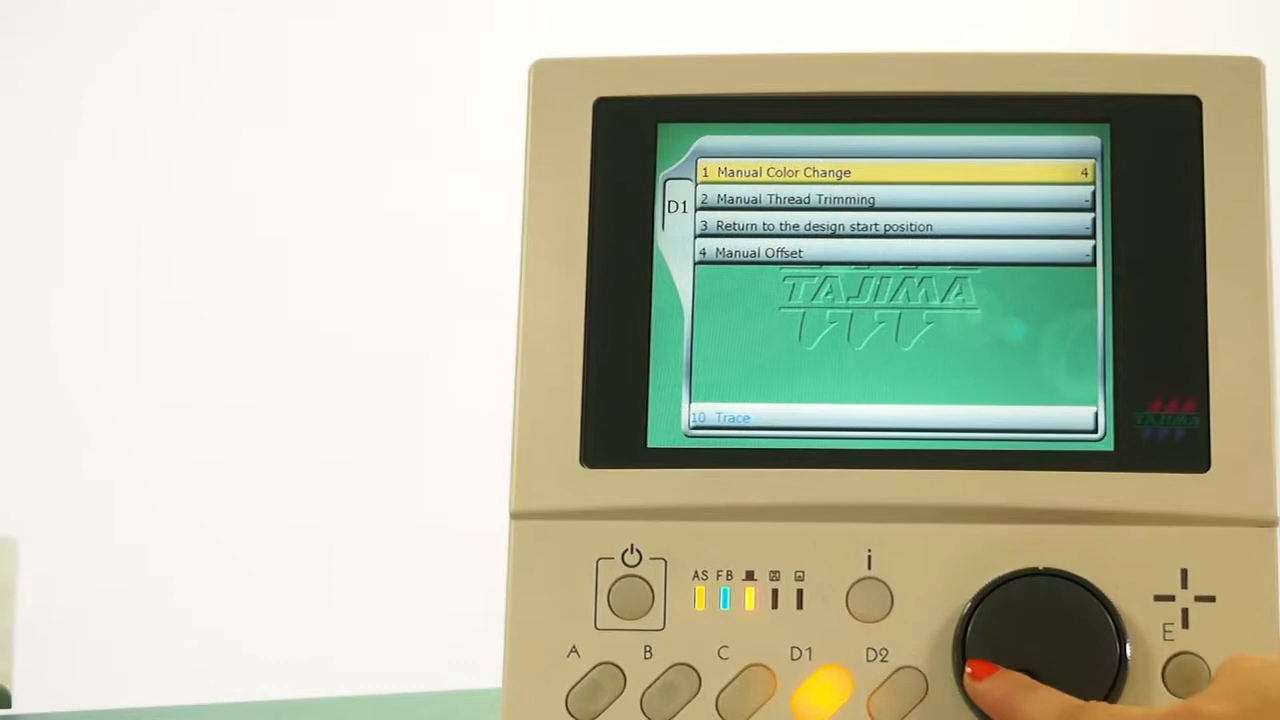 1 Manual Color Change 4
D1
2 Manual Thread Trimming -
3 Return to the design start position -
4 Manual Offset -
TAJIMA
10 Trace
TAJIMA
i
AS FB
E
A B C D1 D2